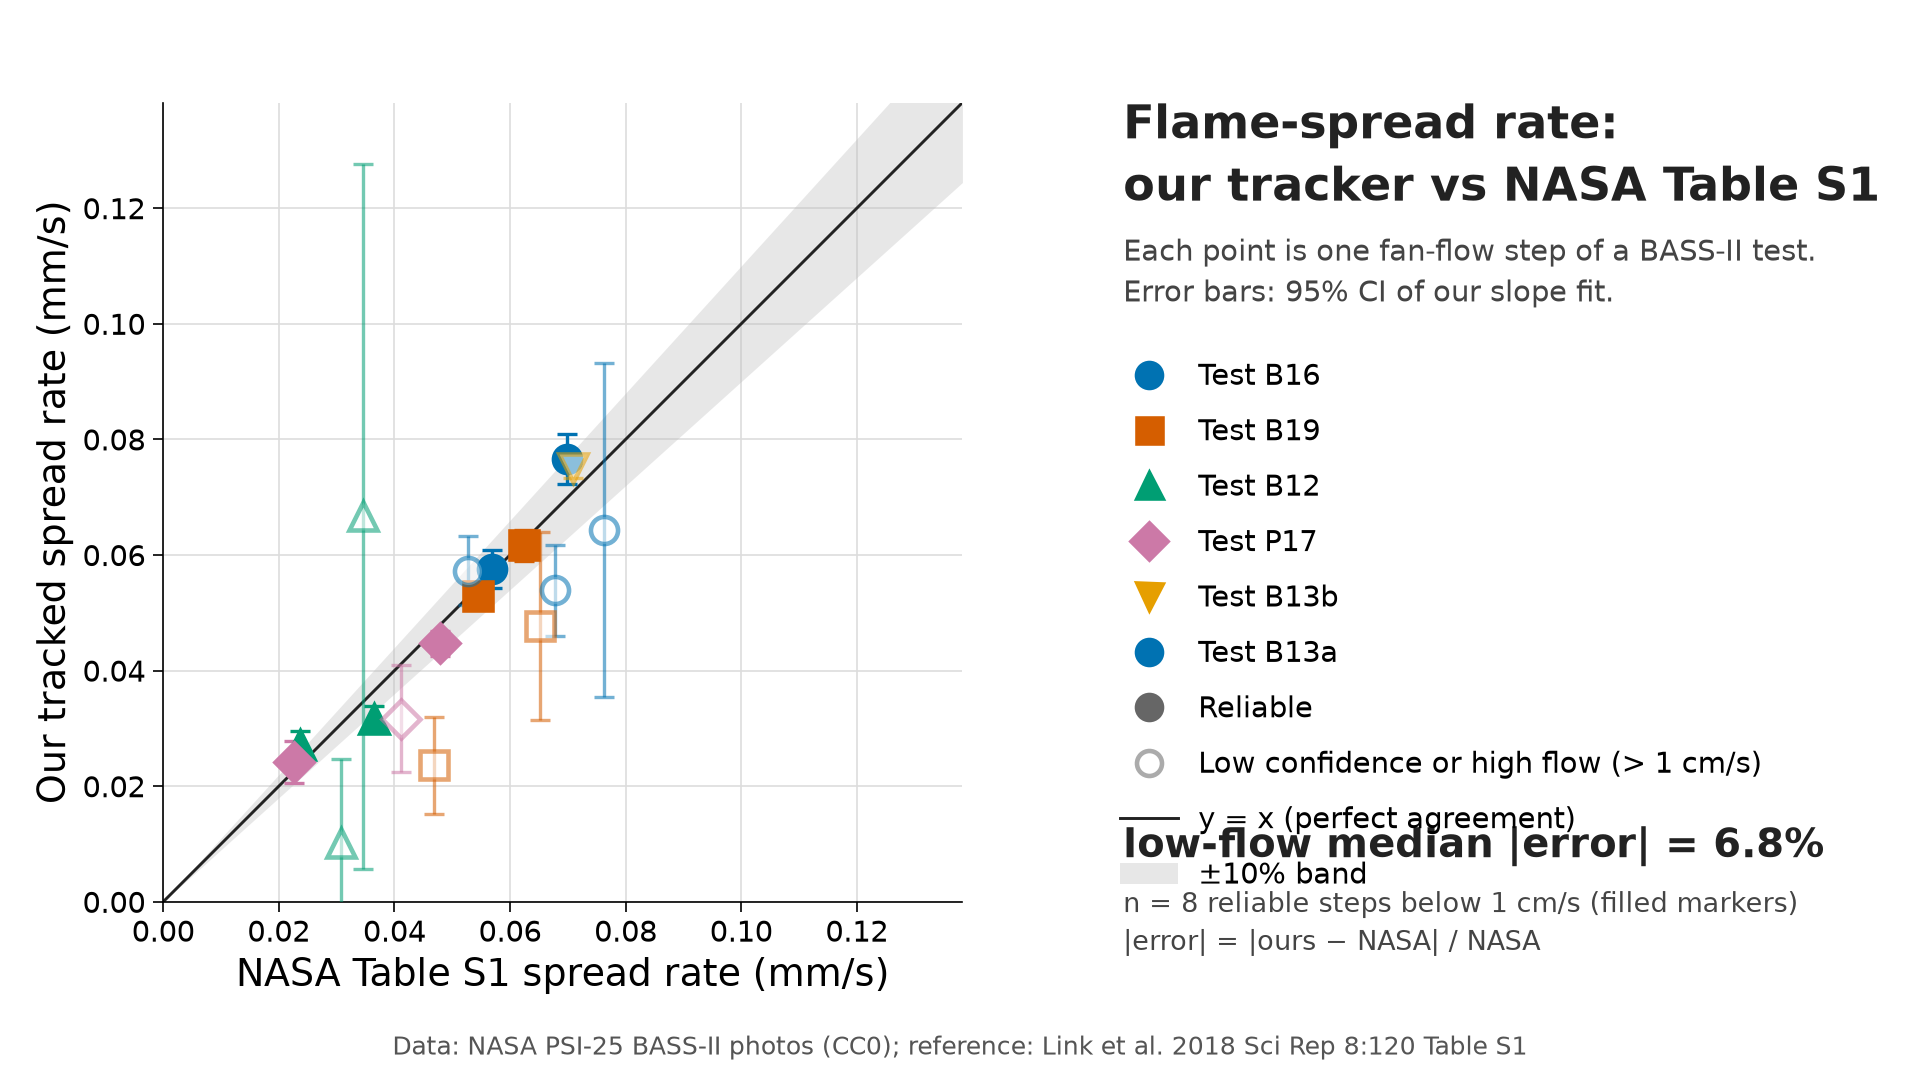 Flame-spread rate:
our tracker vs NASA Table S1
Each point is one fan-flow step of a BASS-II test.
Error bars: 95% CI of our slope fit.
Our tracked spread rate (mm/s)
0.12
0.10
0.08
0.06
0.04
0.02
0.00
0.00 0.02 0.04 0.06 0.08 0.10 0.12
NASA Table S1 spread rate (mm/s)
Test B16
Test B19
Test B12
Test P17
Test B13b
Test B13a
Reliable
Low confidence or high flow (> 1 cm/s)
y = x (perfect agreement)
low-flow median |error| = 6.8%
±10% band
n = 8 reliable steps below 1 cm/s (filled markers)
|error| = |ours − NASA| / NASA
Data: NASA PSI-25 BASS-II photos (CC0); reference: Link et al. 2018 Sci Rep 8:120 Table S1